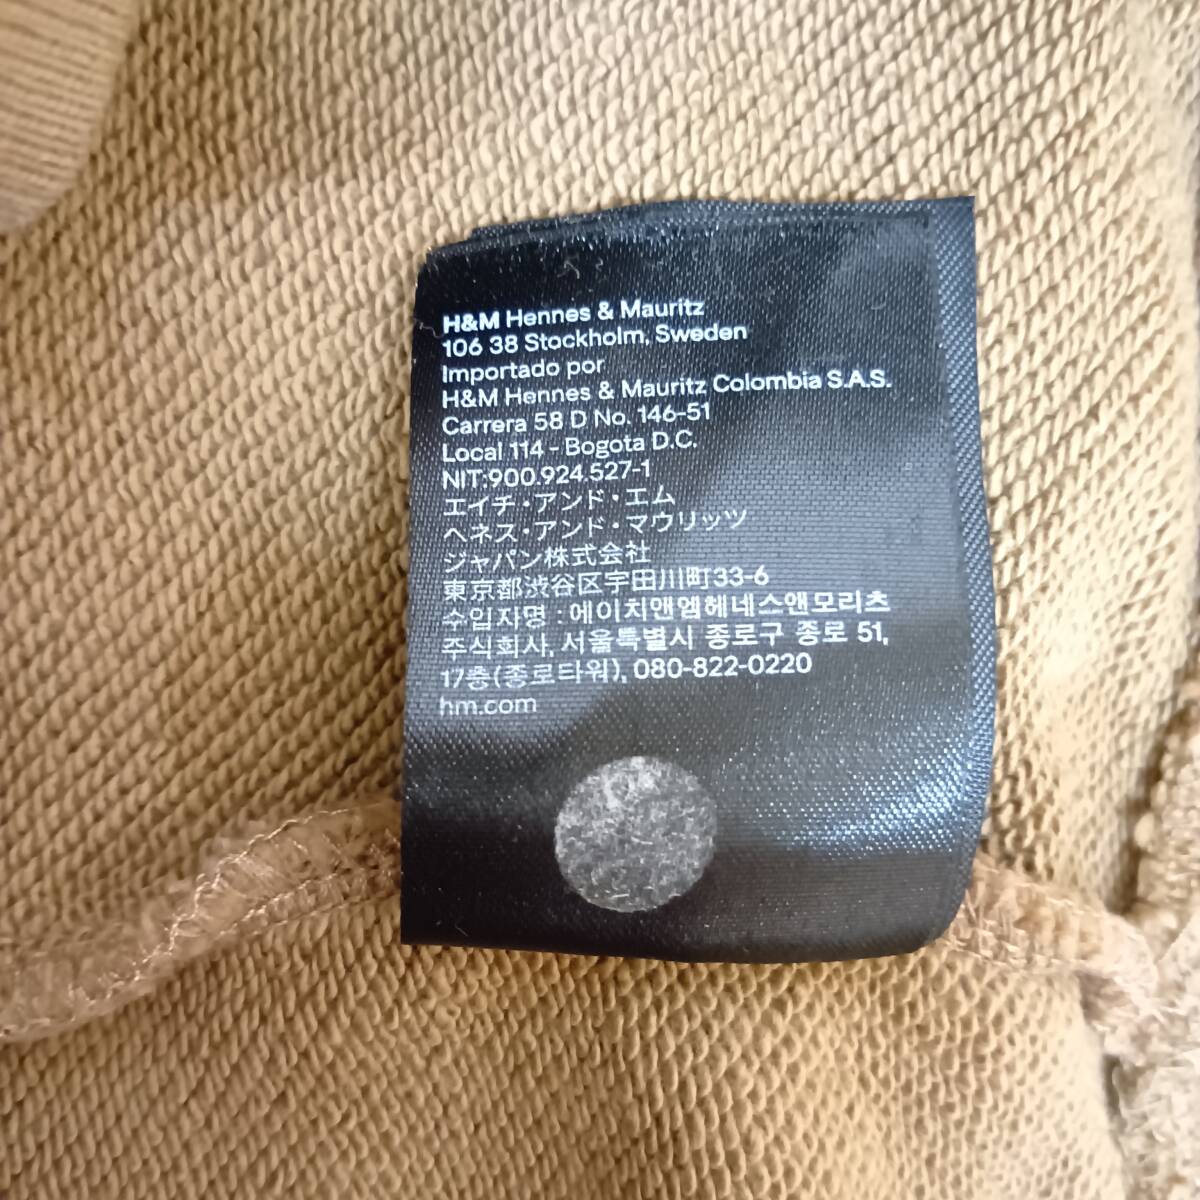 H&M Hennes & Mauritz
106 38 Stockholm, Sweden
Importado por
H&M Hennes & Mauritz Colombia S.A.S.
Carrera 58 D No. 146-51
Local 114 - Bogota D.C.
NIT:900.924.527-1
エイチ・アンド・エム
ヘネス・アンド・マウリッツ
ジャパン株式会社
東京都渋谷区宇田川町33-6
수입자명 : 에이치앤엠헤네스앤모리츠
주식회사, 서울특별시 종로구 종로 51,
17층(종로타워), 080-822-0220
hm.com